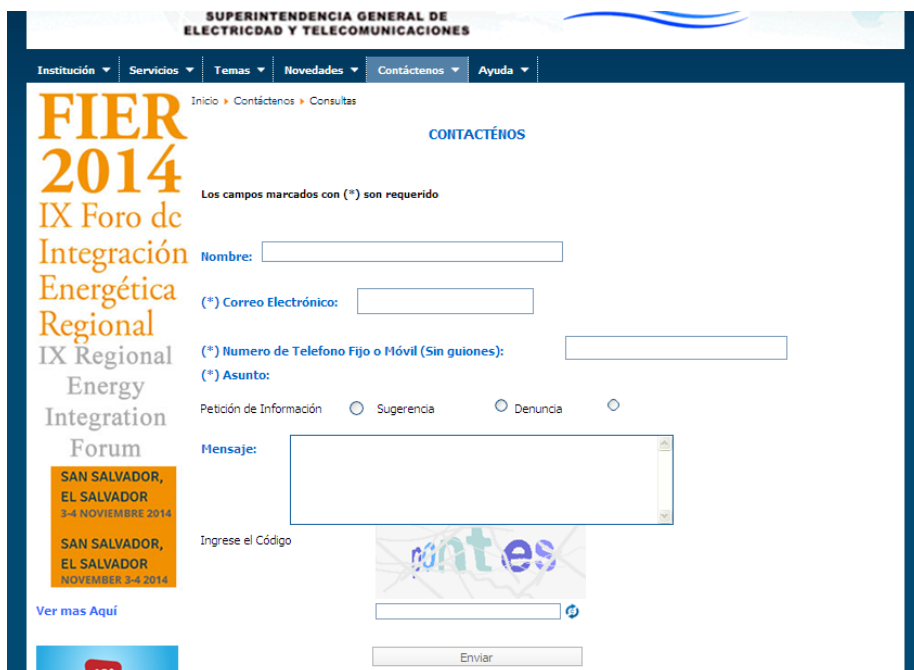 SUPERINTENDENCIA GENERAL DE
ELECTRICDAD Y TELECOMUNICACIONES
Institución Servicios Temas Novedades Contáctenos Ayuda
Inicio Contáctenos Consultas
FIER
2014
IX Foro de
Integración
Energética
Regional
IX Regional
Energy
Integration
Forum
SAN SALVADOR,
EL SALVADOR
3-4 NOVIEMBRE 2014
SAN SALVADOR,
EL SALVADOR
NOVEMBER 3-4 2014
Ver mas Aquí
CONTACTÉNOS
Los campos marcados con (*) son requerido
Nombre:
(*) Correo Electrónico:
(*) Numero de Telefono Fijo o Móvil (Sin guiones):
(*) Asunto:
Petición de Información Sugerencia Denuncia
Mensaje:
Ingrese el Código
Enviar